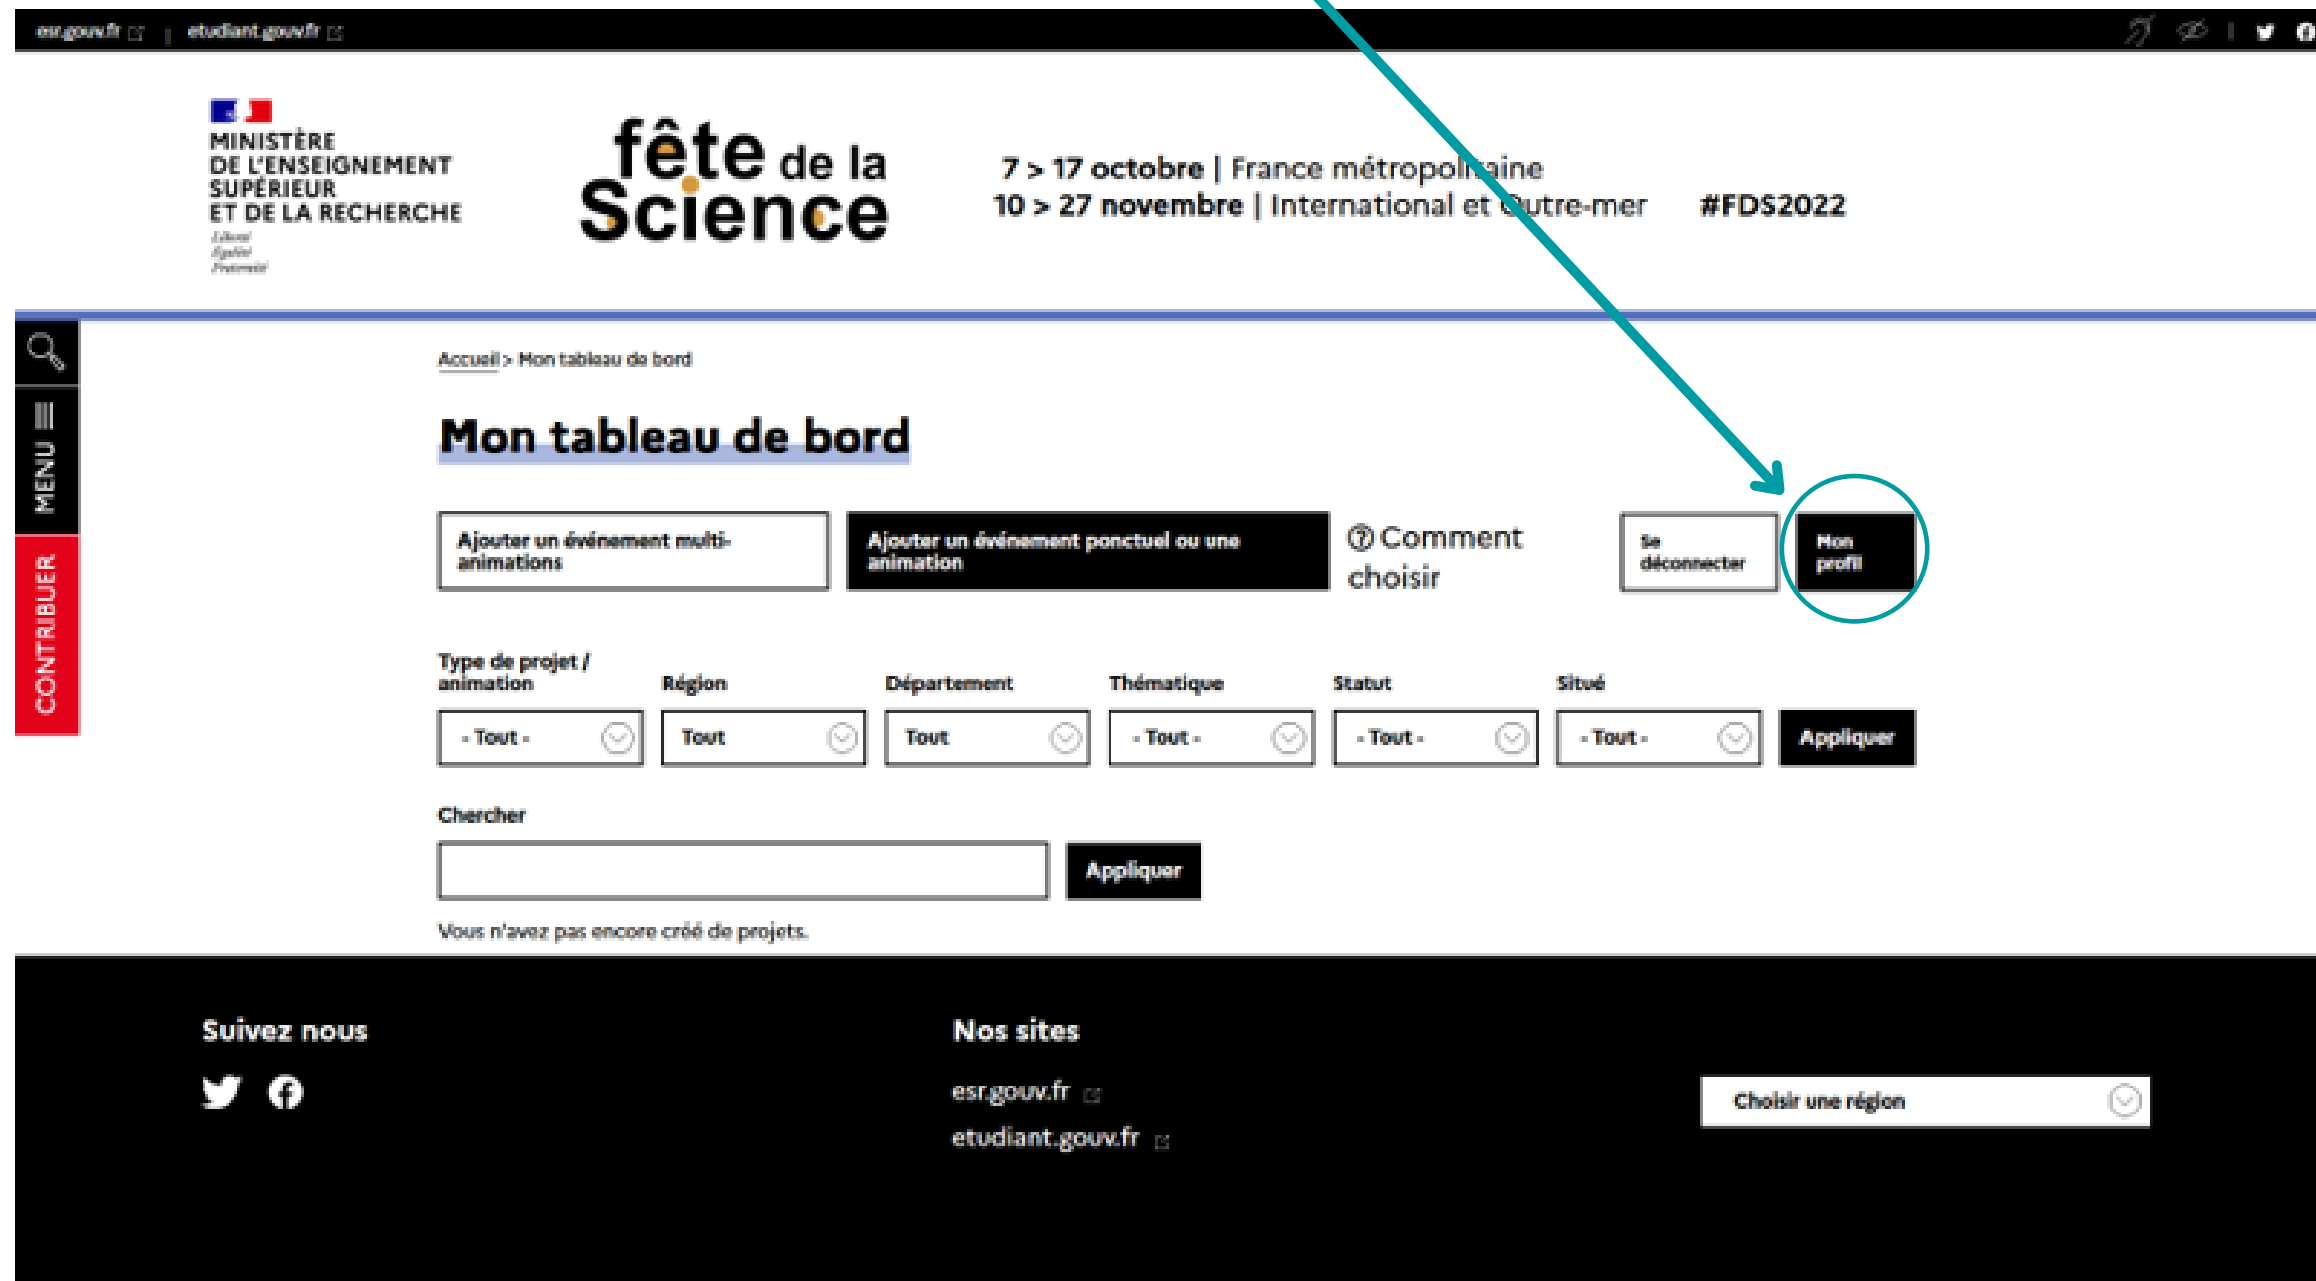 esr.gouv.fr | etudiant.gouv.fr
MINISTÈRE
DE L'ENSEIGNEMENT
SUPÉRIEUR
ET DE LA RECHERCHE
Liberté
Égalité
Fraternité
fête de la
Science
7 > 17 octobre | France métropolitaine
10 > 27 novembre | International et Outre-mer #FDS2022
MENU
CONTRIBUER
Accueil > Mon tableau de bord
Mon tableau de bord
Ajouter un événement multi-
animations
Ajouter un événement ponctuel ou une
animation
? Comment
choisir
Se
déconnecter
Mon
profil
Type de projet /
animation
Région
Département
Thématique
Statut
Situé
- Tout -
Tout
Tout
- Tout -
- Tout -
- Tout -
Appliquer
Chercher
Appliquer
Vous n'avez pas encore créé de projets.
Suivez nous
Nos sites
esr.gouv.fr
etudiant.gouv.fr
Choisir une région